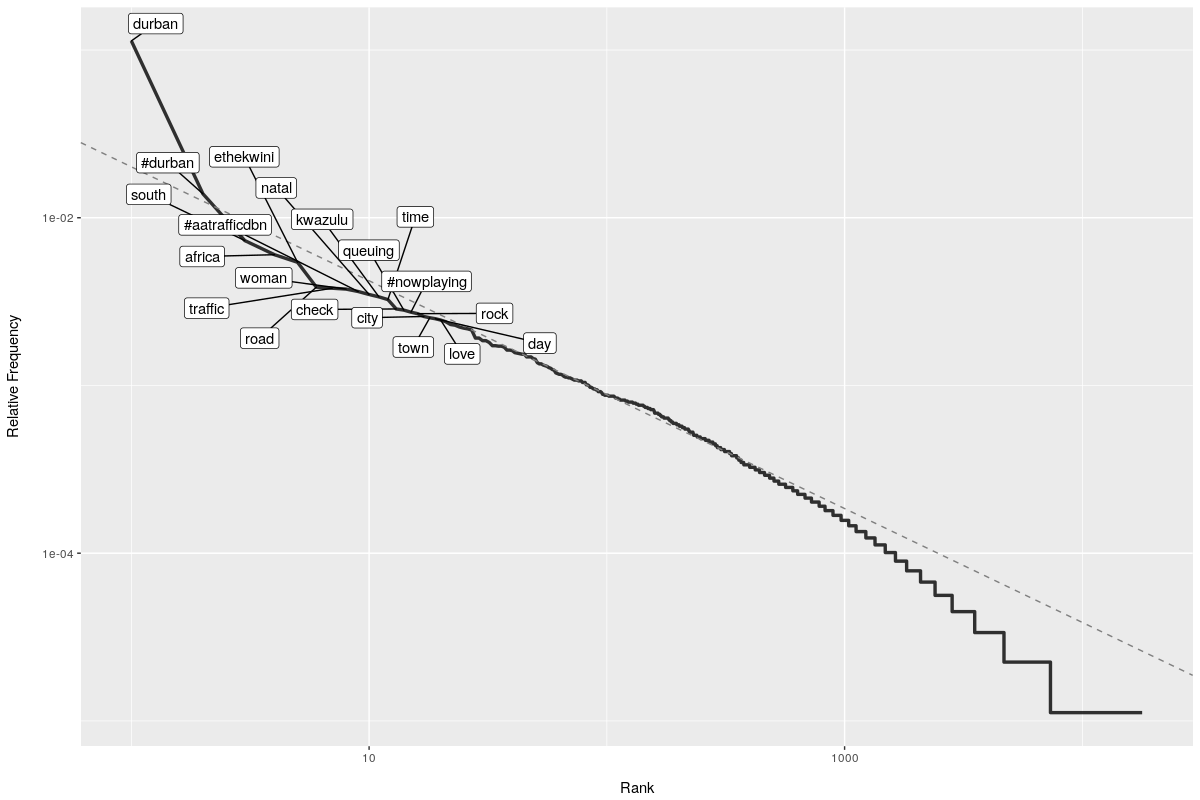 durban
ethekwini
#durban
natal
south
time
kwazulu
#aatrafficdbn
queuing
africa
woman
#nowplaying
traffic
check
rock
city
road
day
town
love
1e-02
1e-04
10
1000
Relative Frequency
Rank